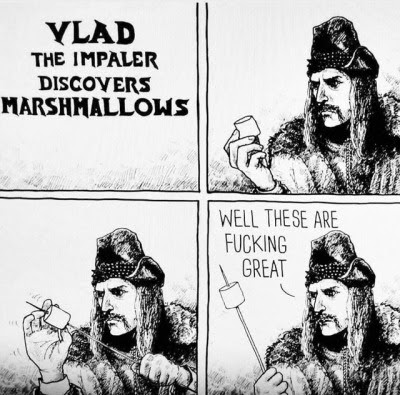 VLAD
THE IMPALER
DISCOVERS
MARSHMALLOWS
WELL THESE ARE
FUCKING
GREAT